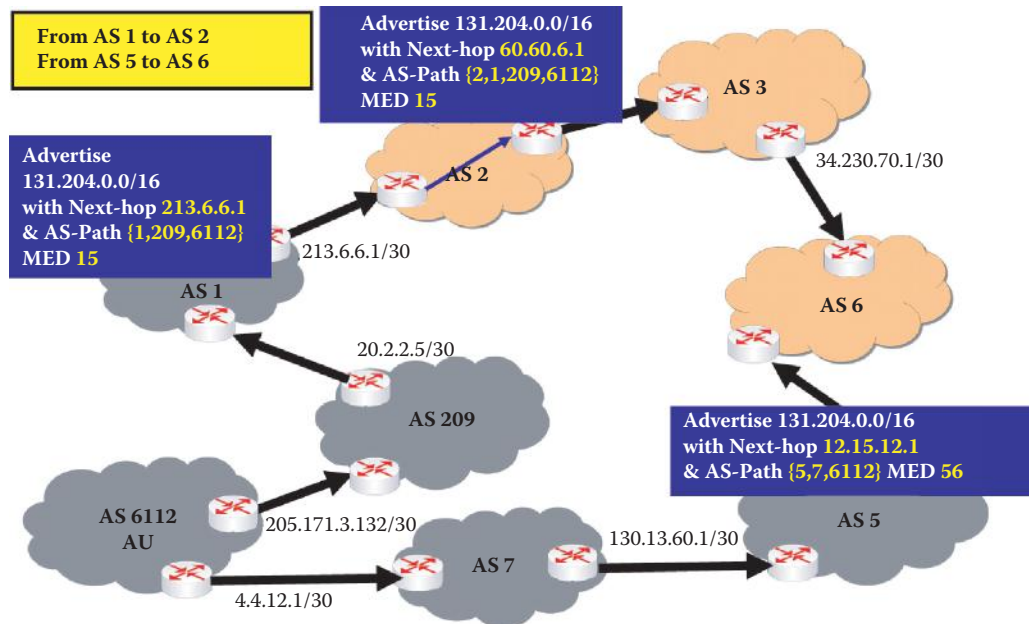 From AS 1 to AS 2
From AS 5 to AS 6
Advertise 131.204.0.0/16
with Next-hop 60.60.6.1
& AS-Path {2,1,209,6112}
MED 15
AS 3
34.230.70.1/30
Advertise
131.204.0.0/16
with Next-hop 213.6.6.1
& AS-Path {1,209,6112}
MED 15
AS 2
213.6.6.1/30
AS 1
AS 6
20.2.2.5/30
AS 209
Advertise 131.204.0.0/16
with Next-hop 12.15.12.1
& AS-Path {5,7,6112} MED 56
AS 6112
AU
205.171.3.132/30
AS 5
130.13.60.1/30
AS 7
4.4.12.1/30